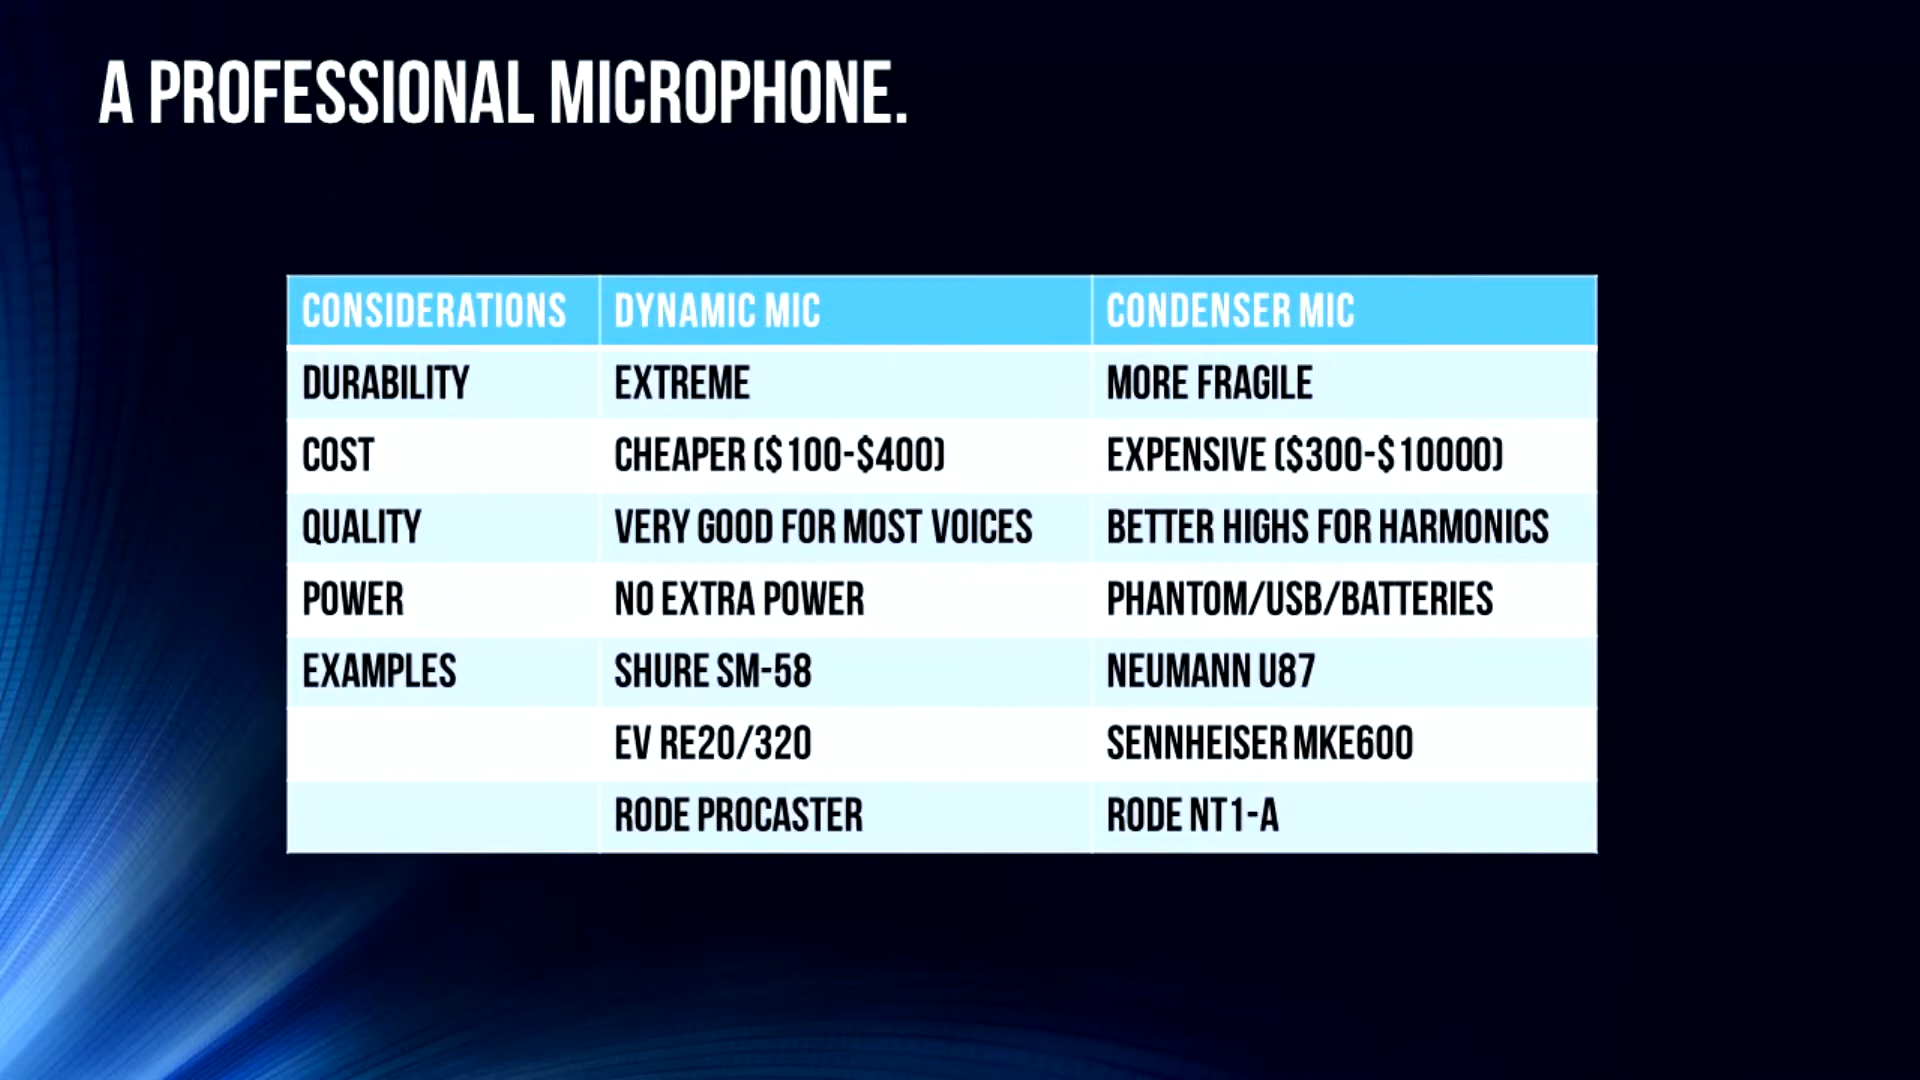 A PROFESSIONAL MICROPHONE.
CONSIDERATIONS DYNAMIC MIC CONDENSER MIC
DURABILITY EXTREME MORE FRAGILE
COST CHEAPER ($100-$400) EXPENSIVE ($300-$10000)
QUALITY VERY GOOD FOR MOST VOICES BETTER HIGHS FOR HARMONICS
POWER NO EXTRA POWER PHANTOM/USB/BATTERIES
EXAMPLES SHURE SM-58 NEUMANN U87
EV RE20/320 SENNHEISER MKE600
RODE PROCASTER RODE NT1-A